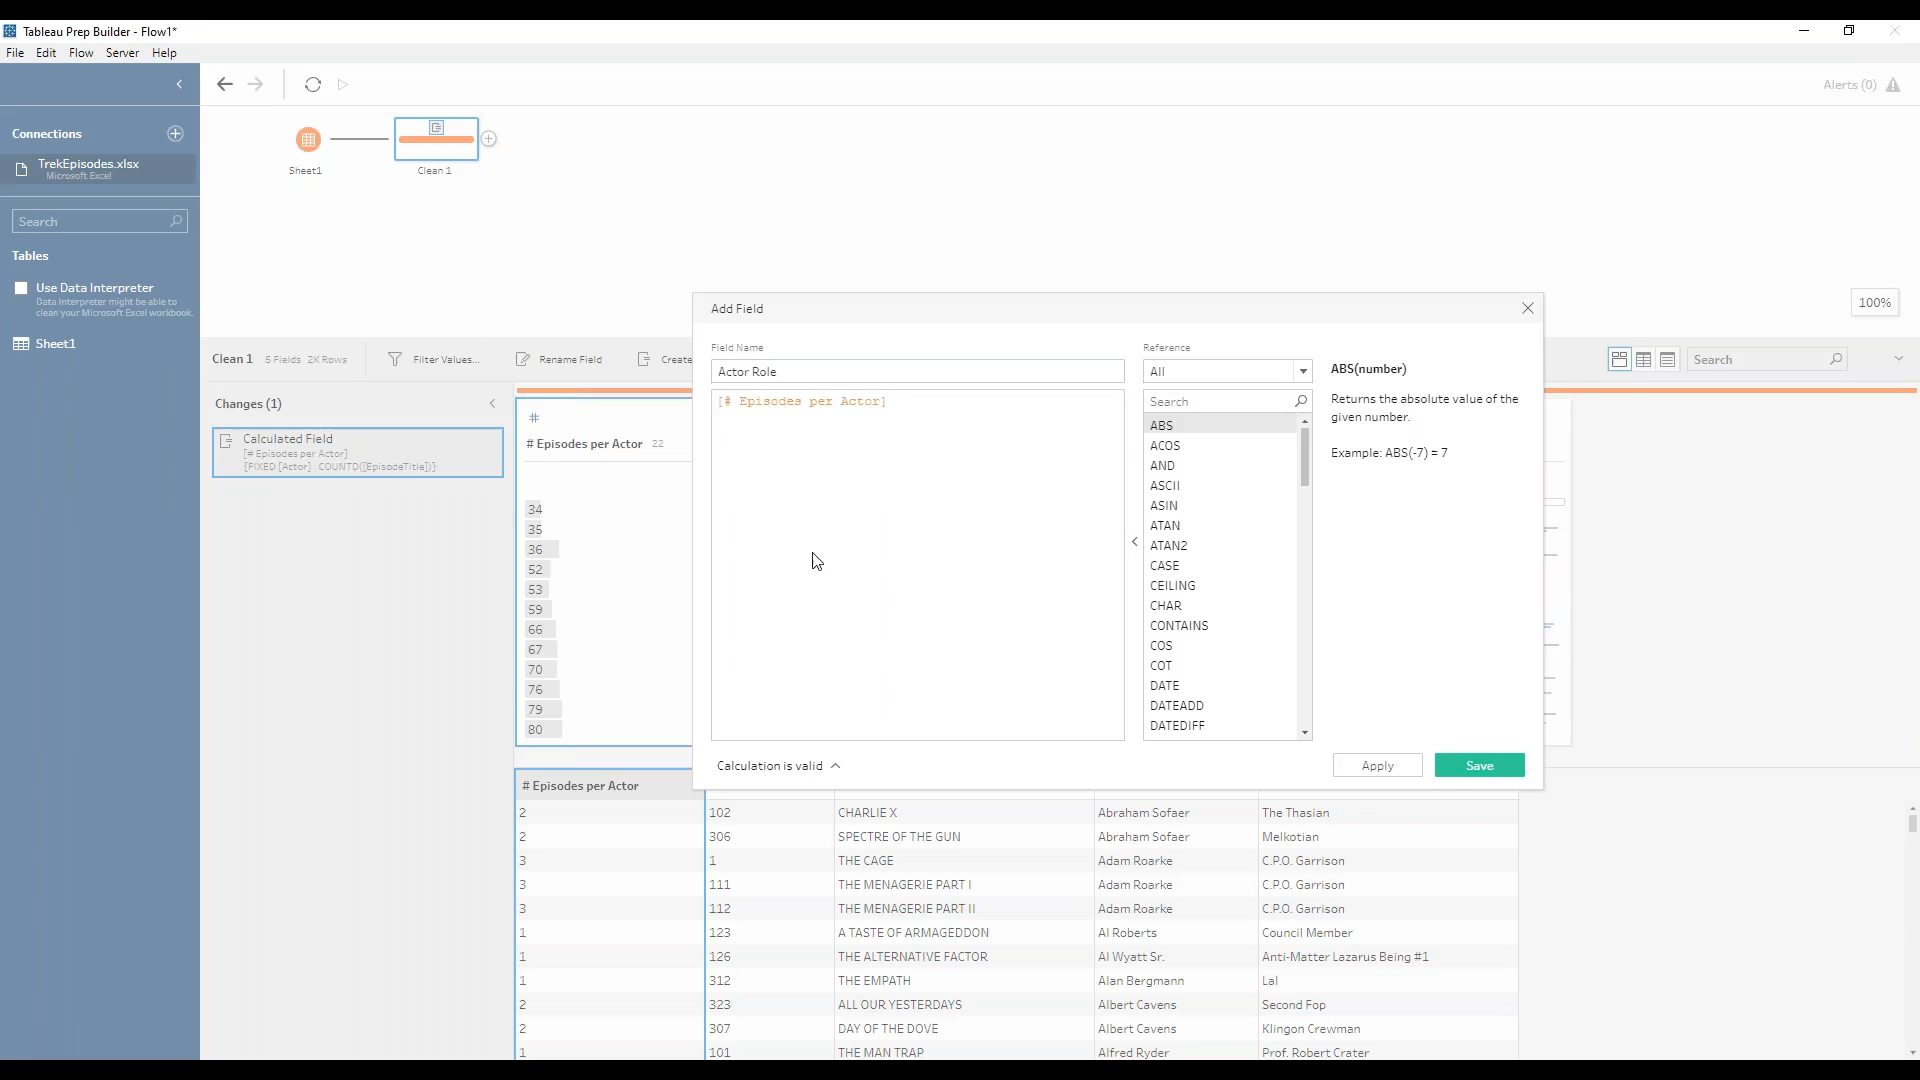 Tableau Prep Builder - Flow1*
File Edit Flow Server Help
Alerts (0)
Connections
TrekEpisodes.xlsx
Microsoft Excel
Search
Tables
Use Data Interpreter
Data Interpreter might be able to
clean your Microsoft Excel workbook.
Sheet1
Sheet1
Clean 1
100%
Clean 1 5 Fields 2K Rows Filter Values... Rename Field Create
Search
Changes (1)
Calculated Field
[# Episodes per Actor]
{FIXED [Actor] : COUNTD([EpisodeTitle])}
#
# Episodes per Actor 22
34
35
36
52
53
59
66
67
70
76
79
80
Add Field
Field Name
Actor Role
[# Episodes per Actor]
Reference
All
Search
ABS
ACOS
AND
ASCII
ASIN
ATAN
ATAN2
CASE
CEILING
CHAR
CONTAINS
COS
COT
DATE
DATEADD
DATEDIFF
ABS(number)
Returns the absolute value of the
given number.
Example: ABS(-7) = 7
Calculation is valid
Apply
Save
# Episodes per Actor
2 102 CHARLIE X Abraham Sofaer The Thasian
2 306 SPECTRE OF THE GUN Abraham Sofaer Melkotian
3 1 THE CAGE Adam Roarke C.P.O. Garrison
3 111 THE MENAGERIE PART I Adam Roarke C.P.O. Garrison
3 112 THE MENAGERIE PART II Adam Roarke C.P.O. Garrison
1 123 A TASTE OF ARMAGEDDON Al Roberts Council Member
1 126 THE ALTERNATIVE FACTOR Al Wyatt Sr. Anti-Matter Lazarus Being #1
1 312 THE EMPATH Alan Bergmann Lal
2 323 ALL OUR YESTERDAYS Albert Cavens Second Fop
2 307 DAY OF THE DOVE Albert Cavens Klingon Crewman
1 101 THE MAN TRAP Alfred Ryder Prof. Robert Crater